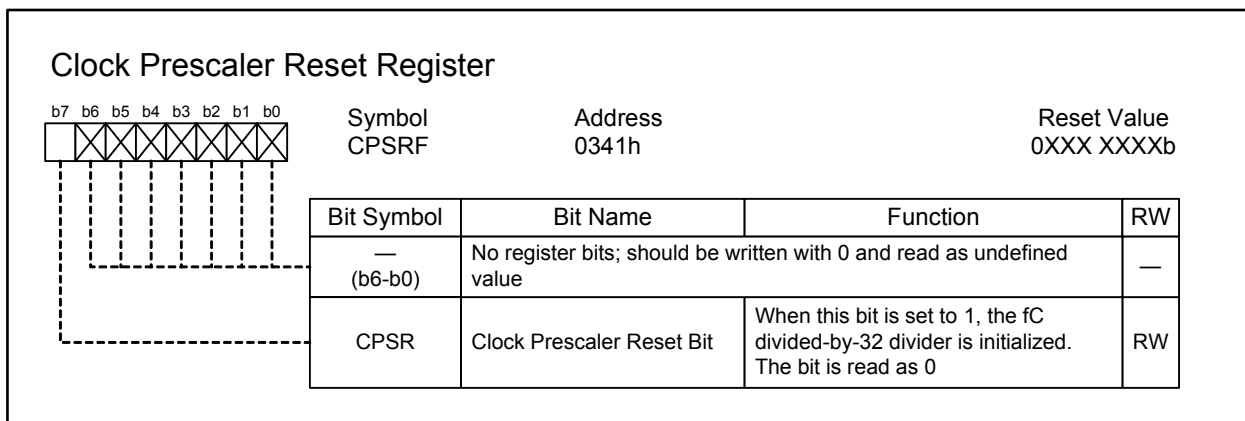 Clock Prescaler Reset Register
b7 b6 b5 b4 b3 b2 b1 b0
Symbol Address Reset Value
CPSRF 0341h 0XXX XXXXb
Bit Symbol Bit Name Function RW
—
(b6-b0)
No register bits; should be written with 0 and read as undefined
value
—
CPSR
Clock Prescaler Reset Bit
When this bit is set to 1, the fC
divided-by-32 divider is initialized.
The bit is read as 0
RW